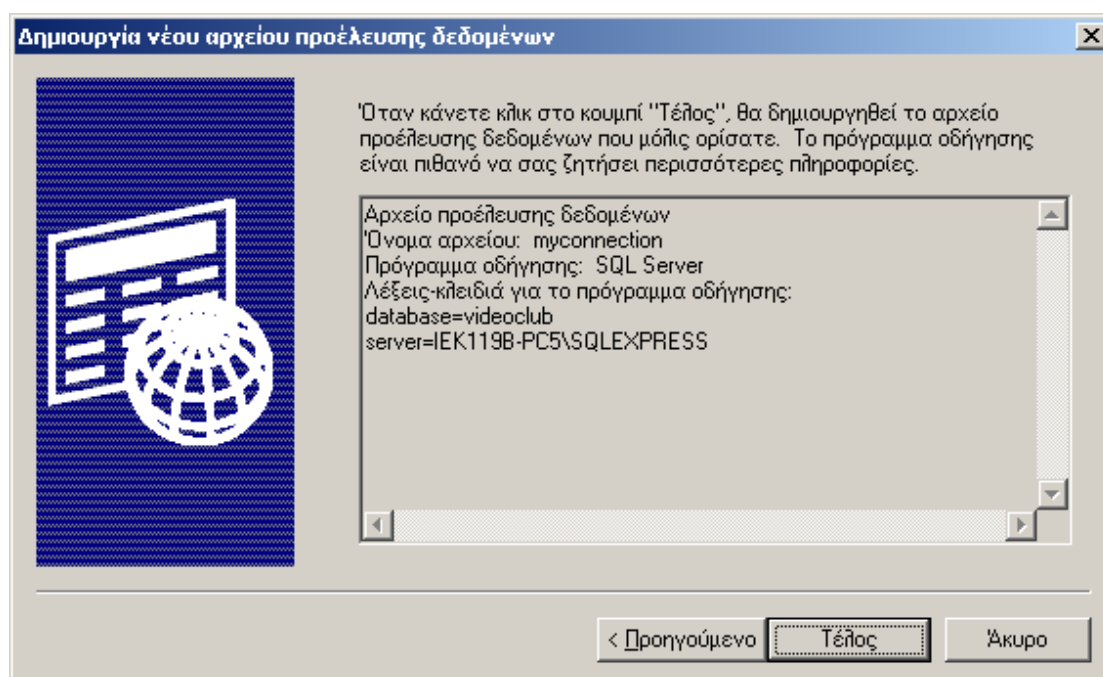 Δημιουργία νέου αρχείου προέλευσης δεδομένων
Όταν κάνετε κλικ στο κουμπί "Τέλος", θα δημιουργηθεί το αρχείο
προέλευσης δεδομένων που μόλις ορίσατε. Το πρόγραμμα οδήγησης
είναι πιθανό να σας ζητήσει περισσότερες πληροφορίες.
Αρχείο προέλευσης δεδομένων
Όνομα αρχείου: myconnection
Πρόγραμμα οδήγησης: SQL Server
Λέξεις-κλειδιά για το πρόγραμμα οδήγησης:
database=videoclub
server=IEK119B-PC5\SQLEXPRESS
< Προηγούμενο
Τέλος
Άκυρο